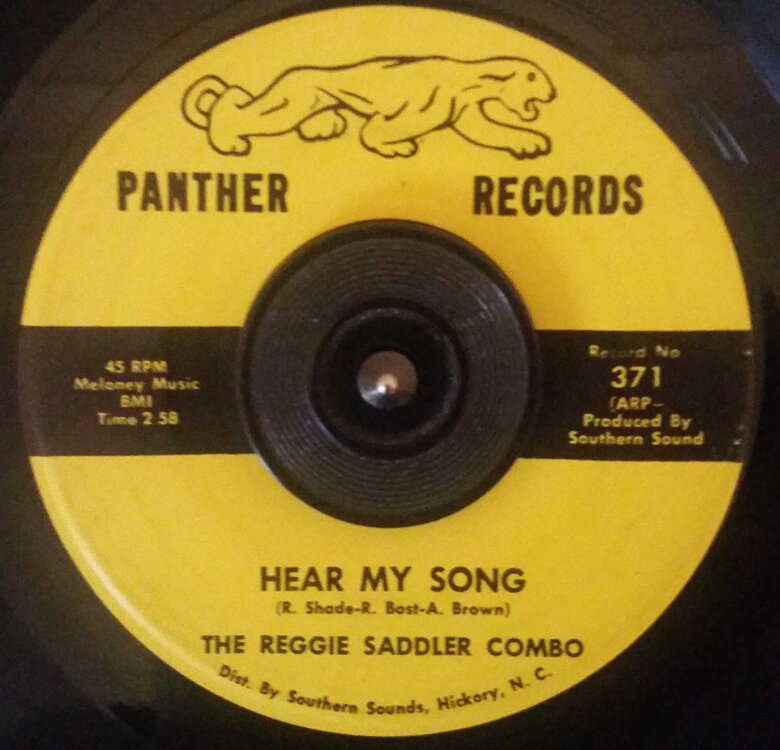 PANTHER RECORDS
45 RPM
Melaney Music
BMI
Time 2 58
Record No
371
(ARP—
Produced By
Southern Sound
HEAR MY SONG
(R. Shade-R. Bost-A. Brown)
THE REGGIE SADDLER COMBO
Dist. By Southern Sounds, Hickory, N. C.